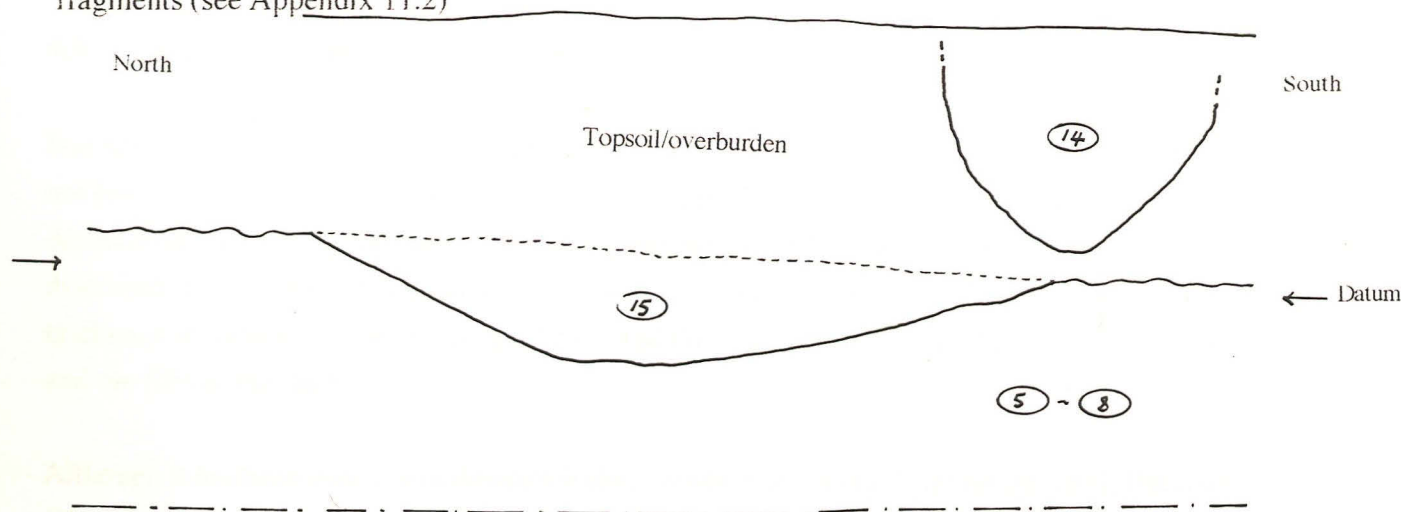 fragments (see Appendix 11.2)
North
South
Topsoil/overburden
14
15
Datum
5 - 8